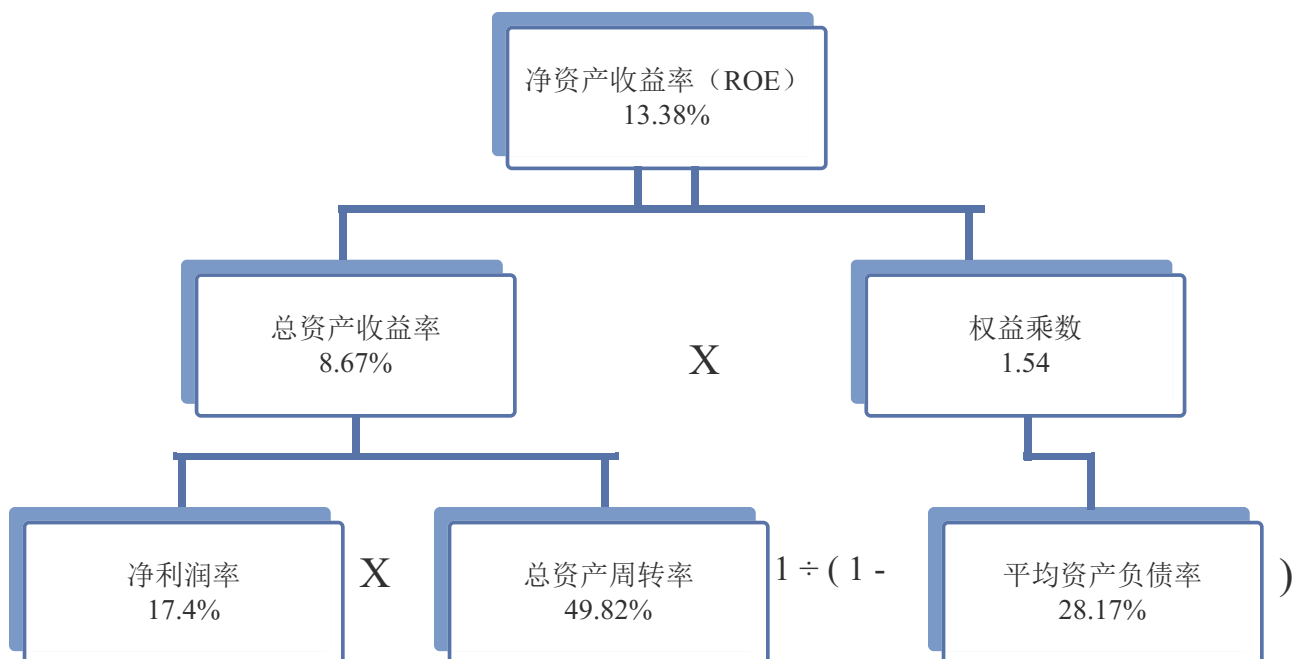 净资产收益率（ROE）
13.38%
总资产收益率
8.67%
X
权益乘数
1.54
净利润率
17.4%
X
总资产周转率
49.82%
1 ÷ ( 1 -
平均资产负债率
28.17%
)